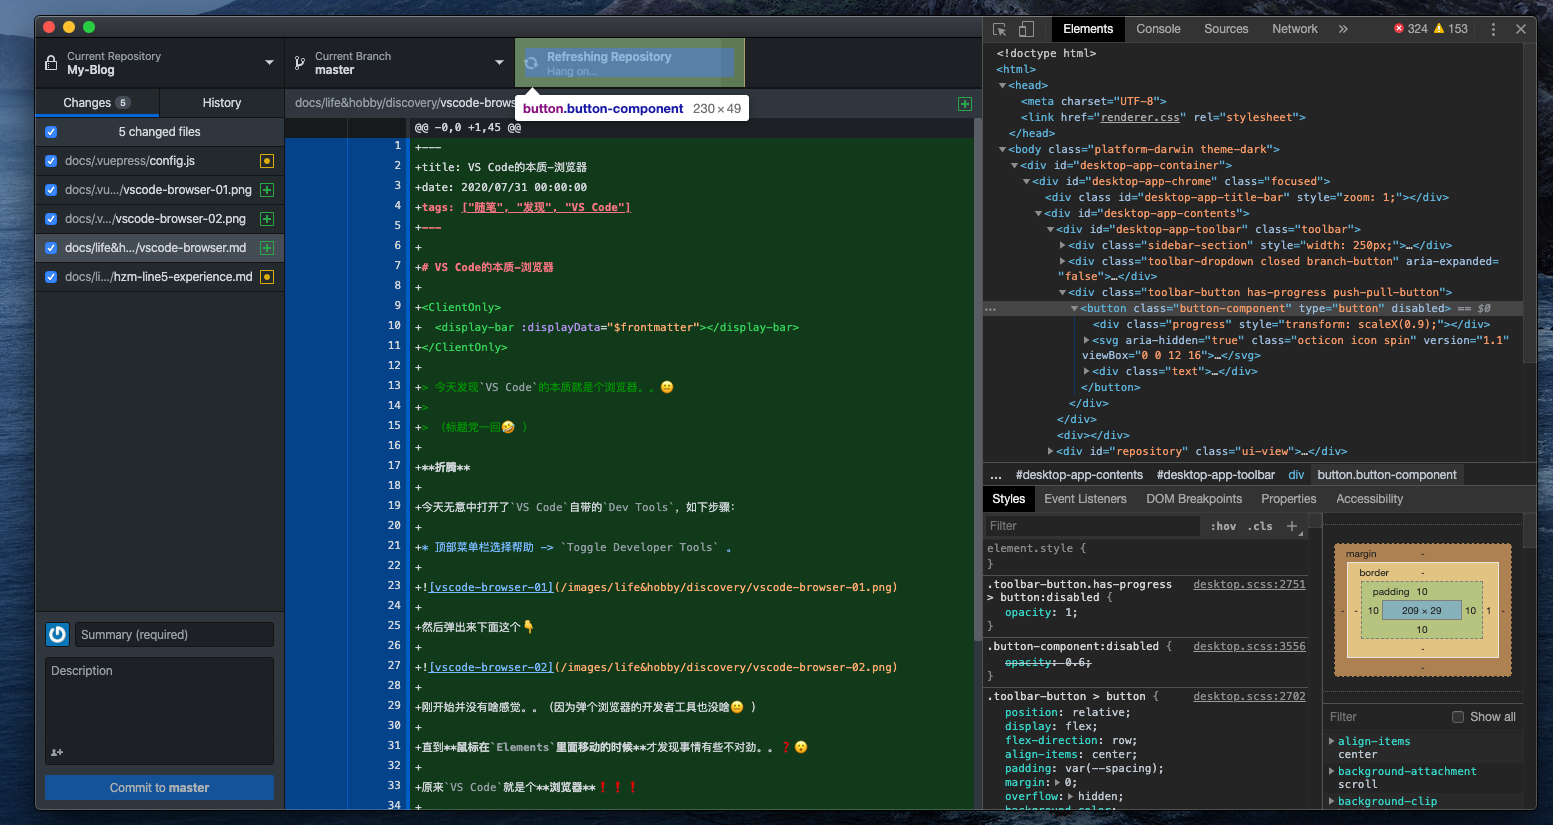 Current Repository
My-Blog
Current Branch
master
Refreshing Repository
Hang on...
Changes 5
History
5 changed files
docs/.vuepress/config.js
docs/.vu.../vscode-browser-01.png
docs/.v.../vscode-browser-02.png
docs/life&h.../vscode-browser.md
docs/li.../hzm-line5-experience.md
Summary (required)
Description
Commit to master
docs/life&hobby/discovery/vscode-brows
button.button-component 230 × 49
@@ -0,0 +1,45 @@
1 +---
2 +title: VS Code的本质-浏览器
3 +date: 2020/07/31 00:00:00
4 +tags: ["随笔", "发现", "VS Code"]
5 +---
6 +
7 +# VS Code的本质-浏览器
8 +
9 +<ClientOnly>
10 +  <display-bar :displayData="$frontmatter"></display-bar>
11 +</ClientOnly>
12 +
13 +> 今天发现`VS Code`的本质就是个浏览器。。😐
14 +>
15 +> （标题党一回🤣 ）
16 +
17 +**折腾**
18 +
19 +今天无意中打开了`VS Code`自带的`Dev Tools`，如下步骤：
20 +
21 +* 顶部菜单栏选择帮助 -> `Toggle Developer Tools` 。
22 +
23 +![vscode-browser-01](/images/life&hobby/discovery/vscode-browser-01.png)
24 +
25 +然后弹出来下面这个👇
26 +
27 +![vscode-browser-02](/images/life&hobby/discovery/vscode-browser-02.png)
28 +
29 +刚开始并没有啥感觉。。（因为弹个浏览器的开发者工具也没啥😐 ）
30 +
31 +直到**鼠标在`Elements`里面移动的时候**才发现事情有些不对劲。。❓😮
32 +
33 +原来`VS Code`就是个**浏览器**❗❗❗
34 +
Elements Console Sources Network » 324 153
<!doctype html>
<html>
<head>
<meta charset="UTF-8">
<link href="renderer.css" rel="stylesheet">
</head>
<body class="platform-darwin theme-dark">
<div id="desktop-app-container">
<div id="desktop-app-chrome" class="focused">
<div class id="desktop-app-title-bar" style="zoom: 1;"></div>
<div id="desktop-app-contents">
<div id="desktop-app-toolbar" class="toolbar">
<div class="sidebar-section" style="width: 250px;">…</div>
<div class="toolbar-dropdown closed branch-button" aria-expanded=
"false">…</div>
<div class="toolbar-button has-progress push-pull-button">
… <button class="button-component" type="button" disabled> == $0
<div class="progress" style="transform: scaleX(0.9);"></div>
<svg aria-hidden="true" class="octicon icon spin" version="1.1"
viewBox="0 0 12 16">…</svg>
<div class="text">…</div>
</button>
</div>
</div>
<div></div>
<div id="repository" class="ui-view">…</div>
... #desktop-app-contents #desktop-app-toolbar div button.button-component
Styles Event Listeners DOM Breakpoints Properties Accessibility
Filter :hov .cls +
element.style {
}
.toolbar-button.has-progress desktop.scss:2751
> button:disabled {
opacity: 1;
}
.button-component:disabled { desktop.scss:3556
opacity: 0.6;
}
.toolbar-button > button { desktop.scss:2702
position: relative;
display: flex;
flex-direction: row;
align-items: center;
padding: var(--spacing);
margin: 0;
overflow: hidden;
background-color:
margin -
border -
padding 10
- - 10 209 × 29 10 1 -
10
-
-
Filter Show all
align-items
center
background-attachment
scroll
background-clip